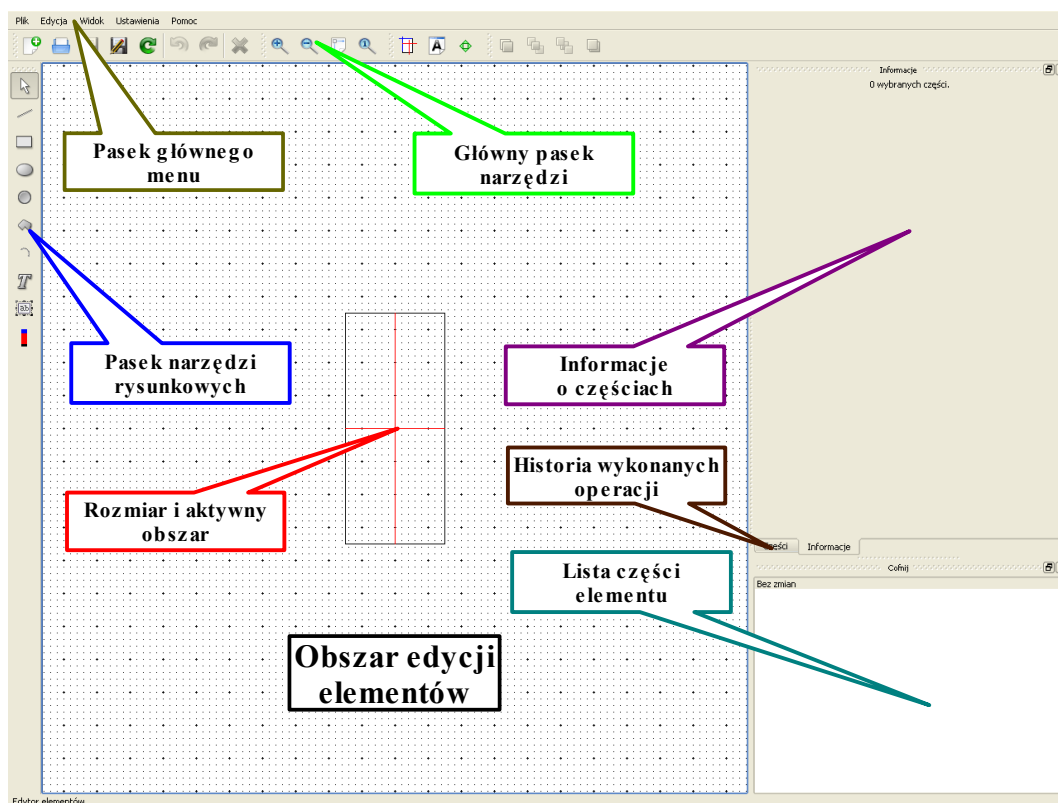 Plik Edycja Widok Ustawienia Pomoc
Informacje
0 wybranych części.
Pasek głównego
menu
Główny pasek
narzędzi
Pasek narzędzi
rysunkowych
Informacje
o częściach
Historia wykonanych
operacji
Rozmiar i aktywny
obszar
Części Informacje
Lista części
elementu
Cofnij
Bez zmian
Obszar edycji
elementów
Edytor elementów